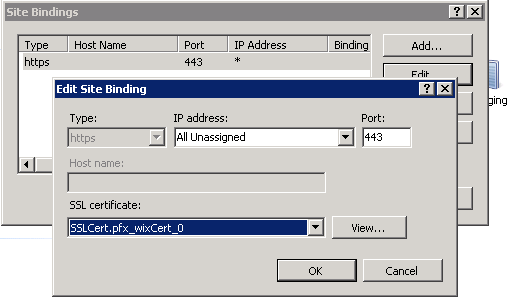 Site Bindings
Type Host Name Port IP Address Binding
https 443 *
Add...
Edit...
ging
Edit Site Binding
Type: IP address: Port:
https All Unassigned 443
Host name:
SSL certificate:
SSLCert.pfx_wixCert_0 View...
OK Cancel